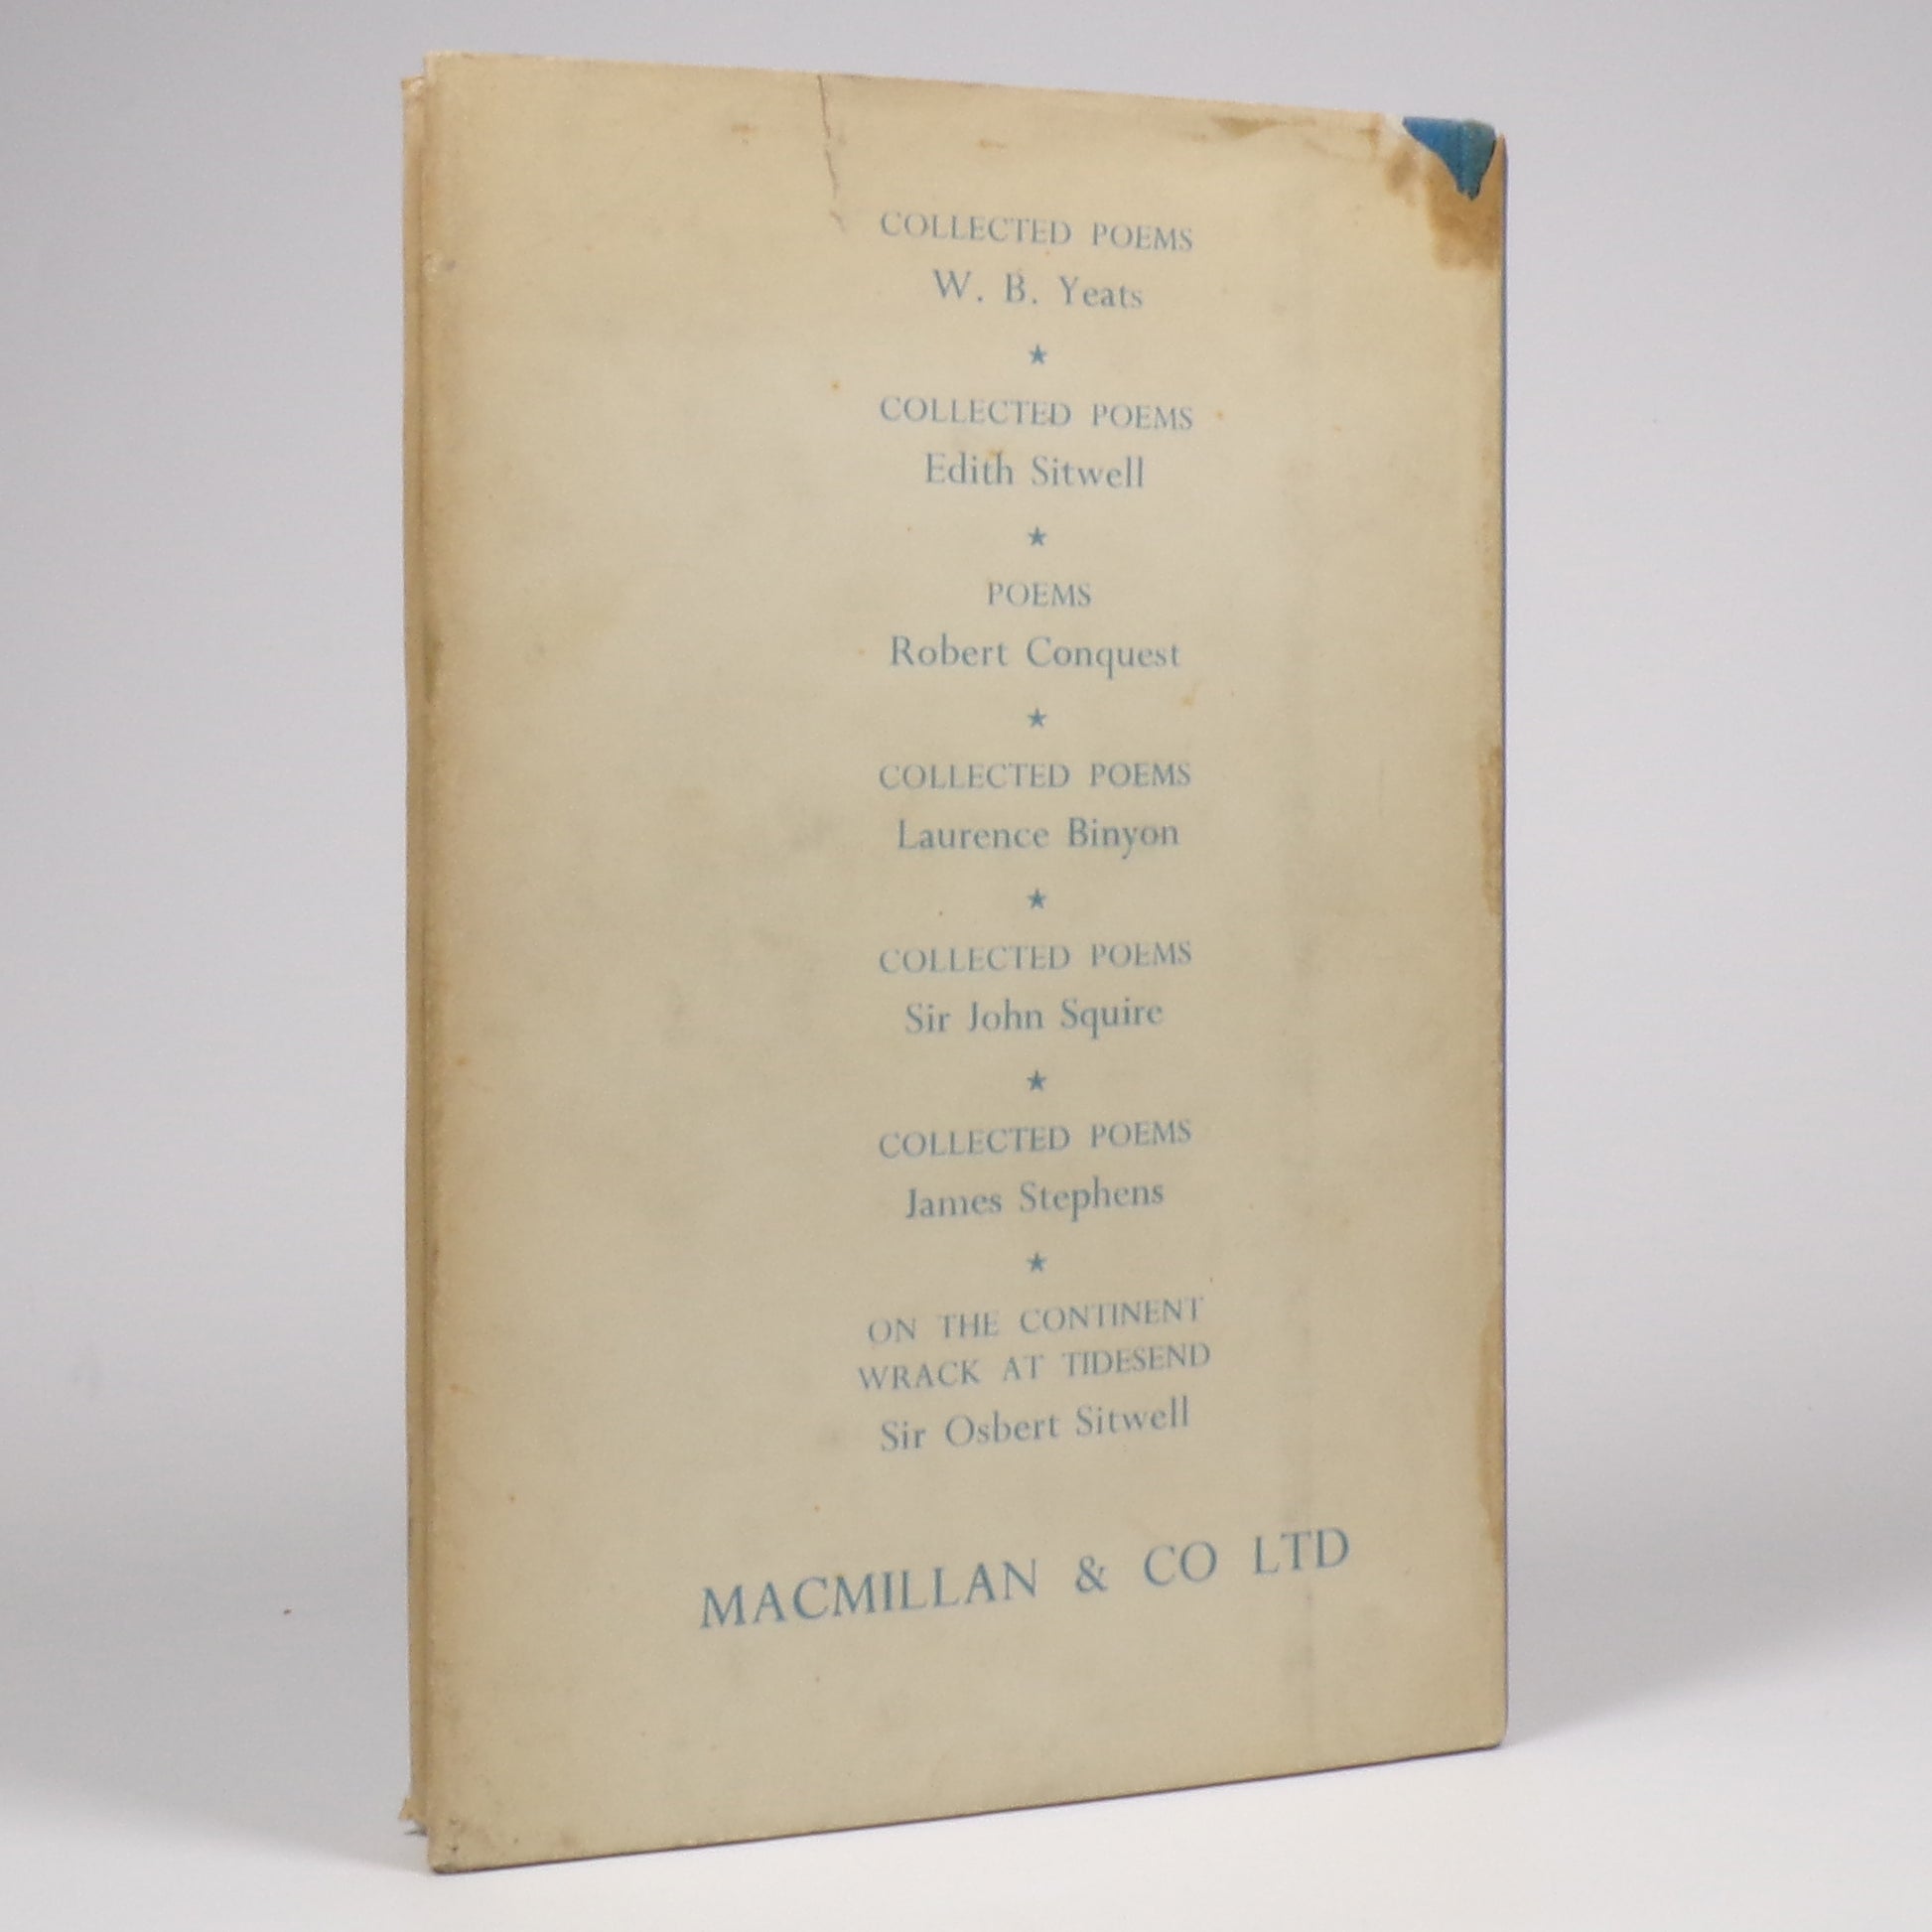 COLLECTED POEMS
W. B. Yeats
★
COLLECTED POEMS
Edith Sitwell
★
POEMS
Robert Conquest
★
COLLECTED POEMS
Laurence Binyon
★
COLLECTED POEMS
Sir John Squire
★
COLLECTED POEMS
James Stephens
★
ON THE CONTINENT
WRACK AT TIDESEND
Sir Osbert Sitwell
MACMILLAN & CO LTD